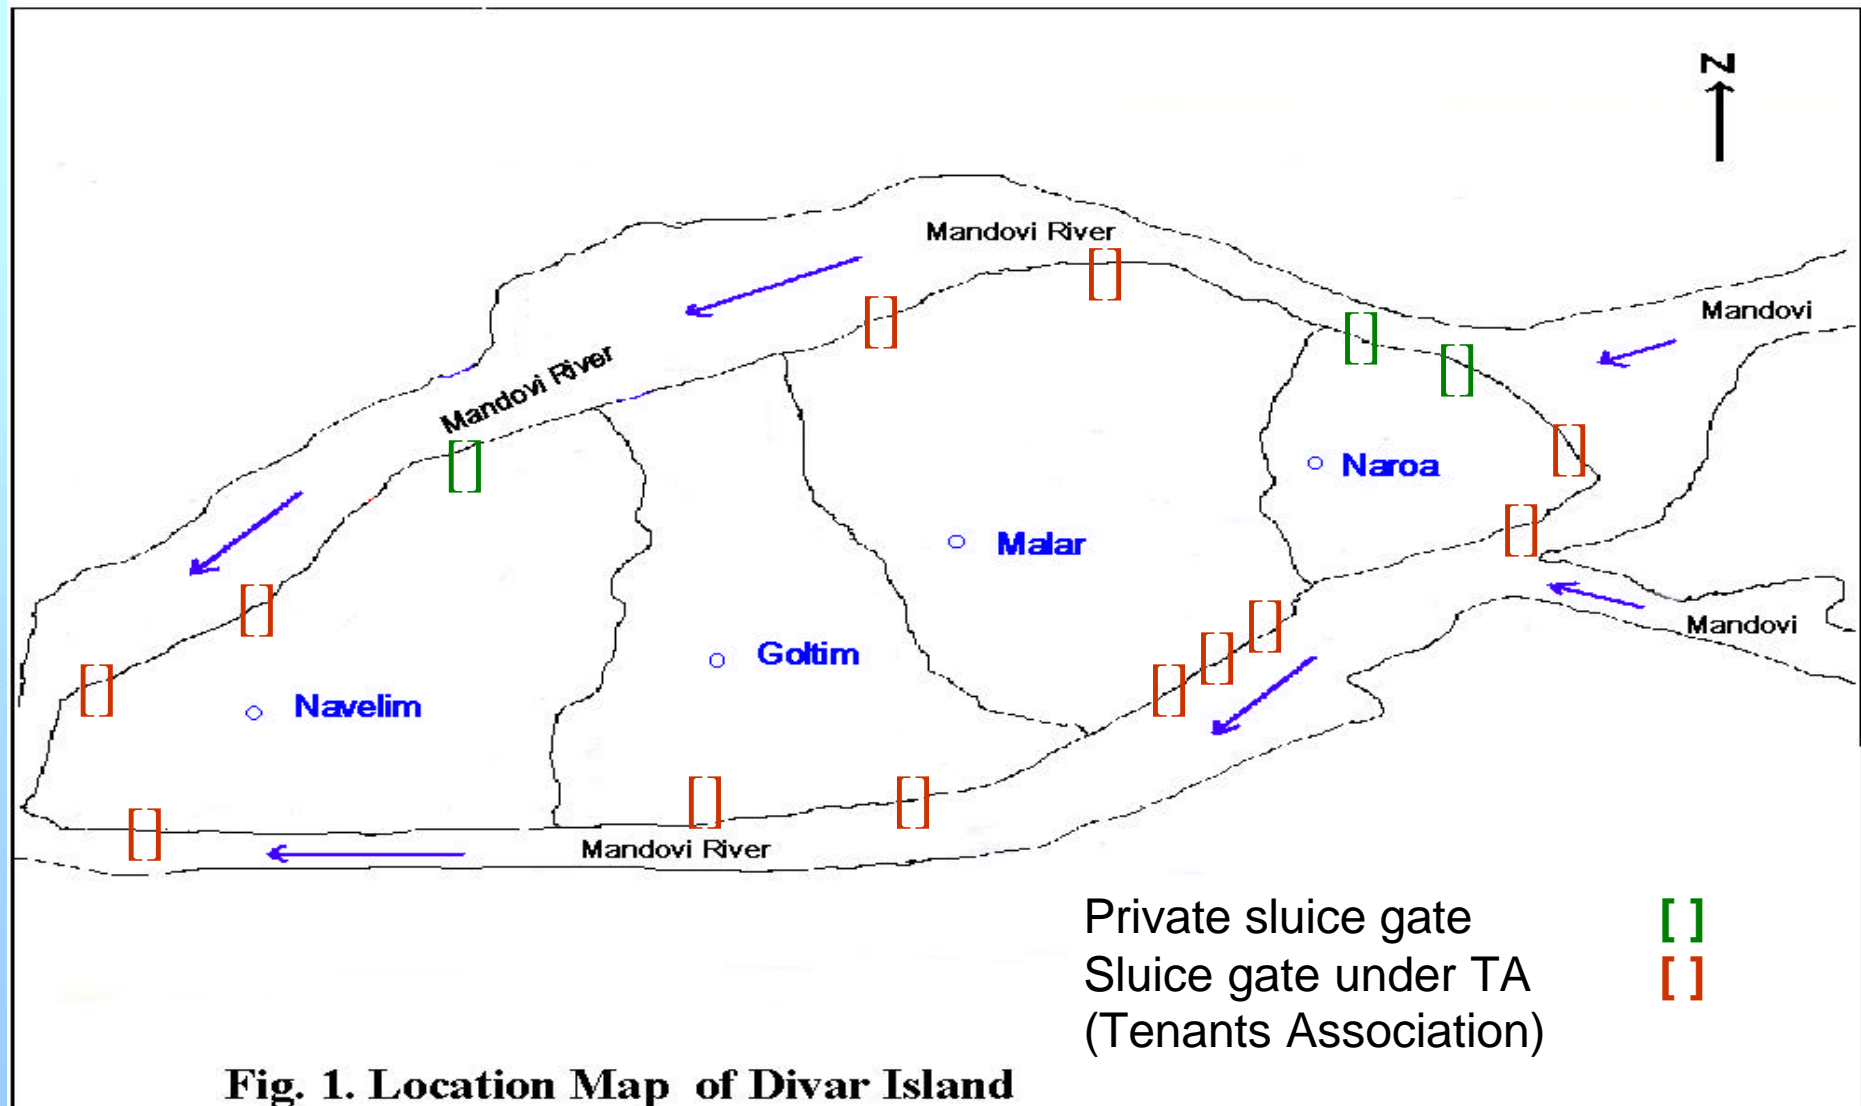 N
Mandovi River
Mandovi
Mandovi River
Naroa
Malar
Mandovi
Goltim
Navelim
Mandovi River
Private sluice gate [ ]
Sluice gate under TA [ ]
(Tenants Association)
Fig. 1. Location Map of Divar Island